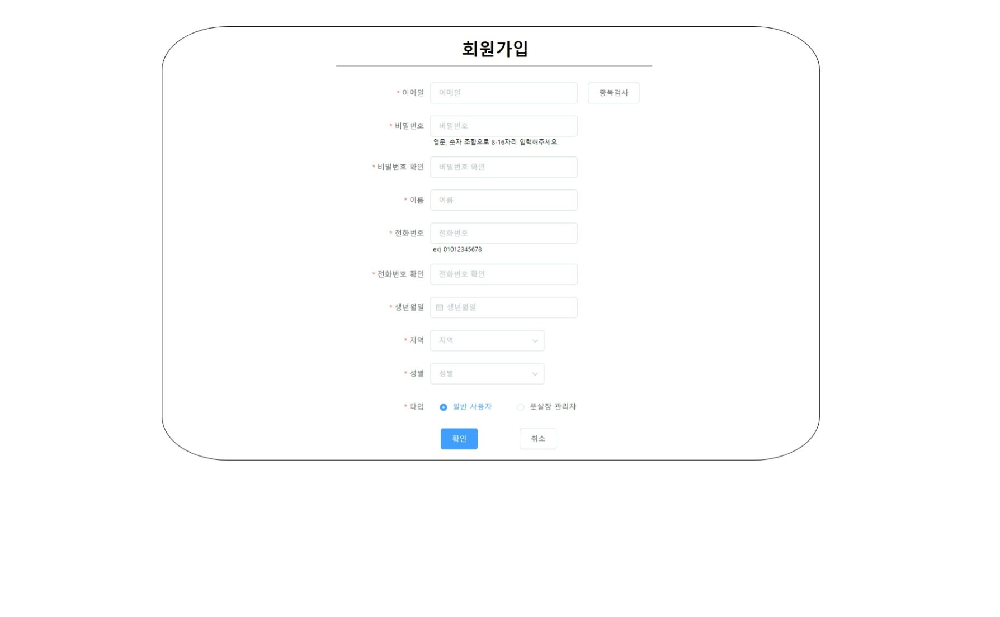 회원가입
* 이메일 이메일 중복검사
* 비밀번호 비밀번호
영문, 숫자 조합으로 8-16자리 입력해주세요.
* 비밀번호 확인 비밀번호 확인
* 이름 이름
* 전화번호 전화번호
ex) 01012345678
* 전화번호 확인 전화번호 확인
* 생년월일 생년월일
* 지역 지역
* 성별 성별
* 타입 일반 사용자 풋살장 관리자
확인 취소